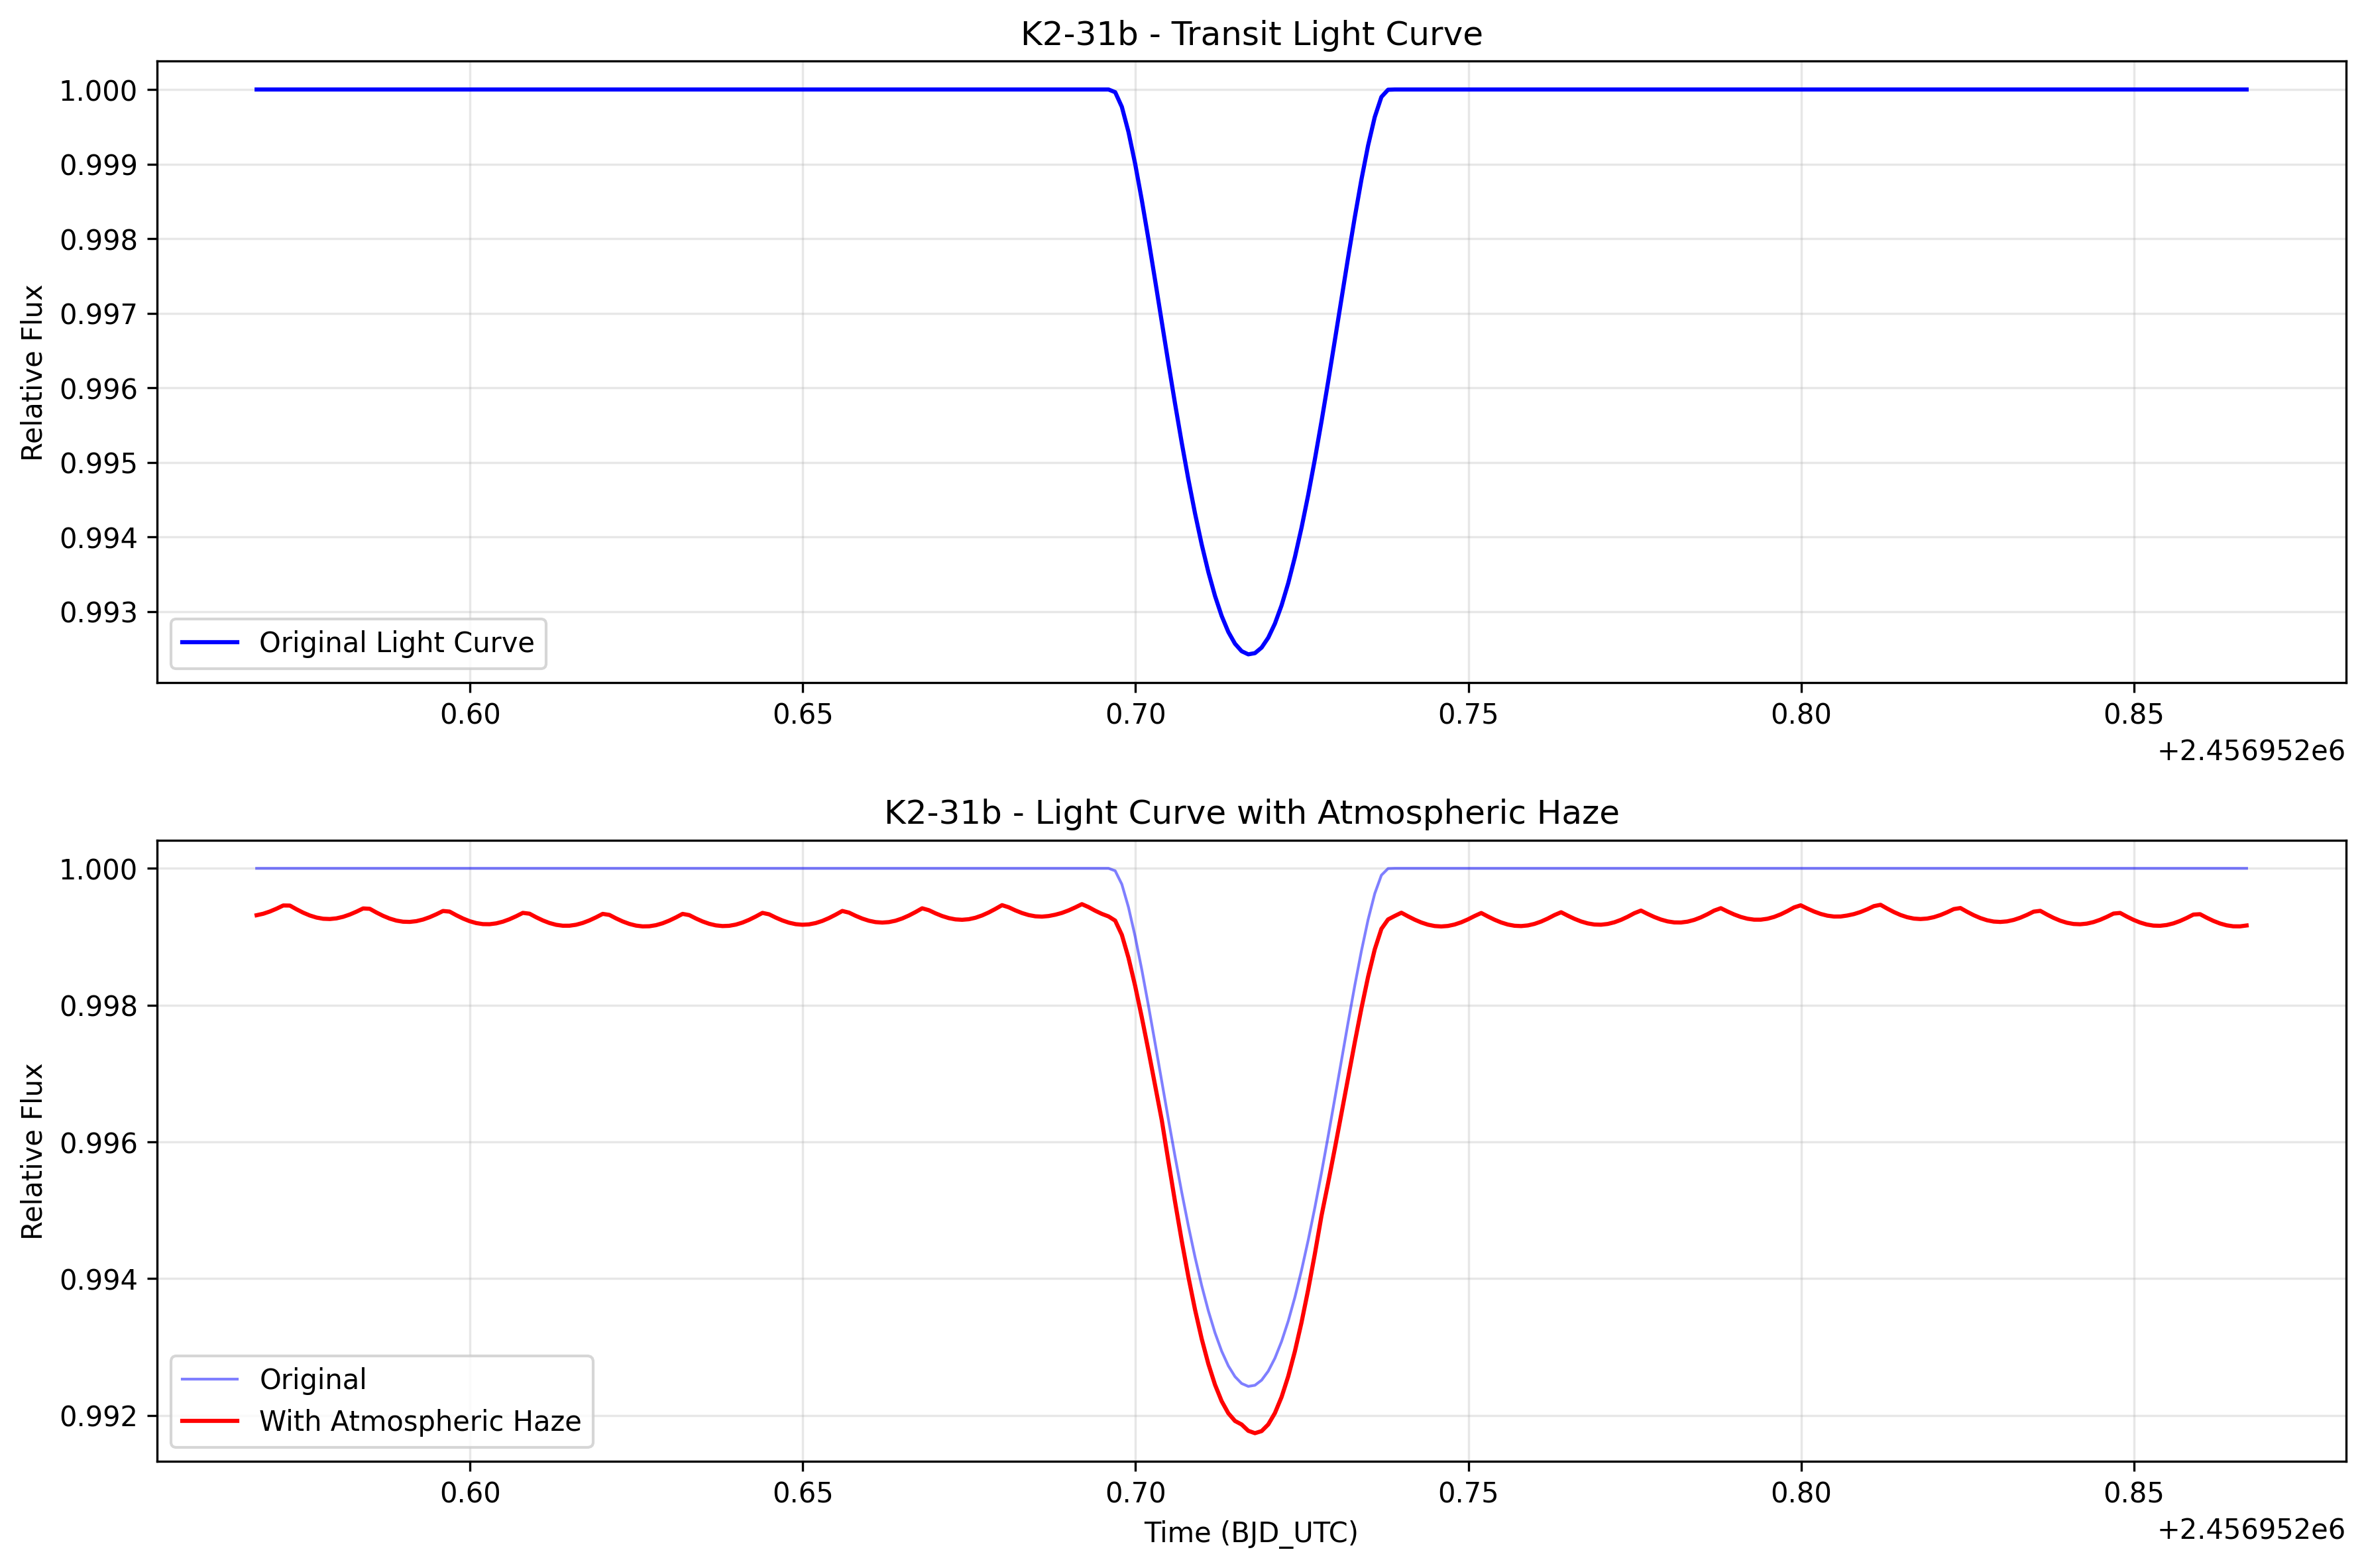 K2-31b - Transit Light Curve
Relative Flux
1.000
0.999
0.998
0.997
0.996
0.995
0.994
0.993
Original Light Curve
0.60 0.65 0.70 0.75 0.80 0.85
+2.456952e6
K2-31b - Light Curve with Atmospheric Haze
Relative Flux
1.000
0.998
0.996
0.994
0.992
Original
With Atmospheric Haze
0.60 0.65 0.70 0.75 0.80 0.85
Time (BJD_UTC)
+2.456952e6